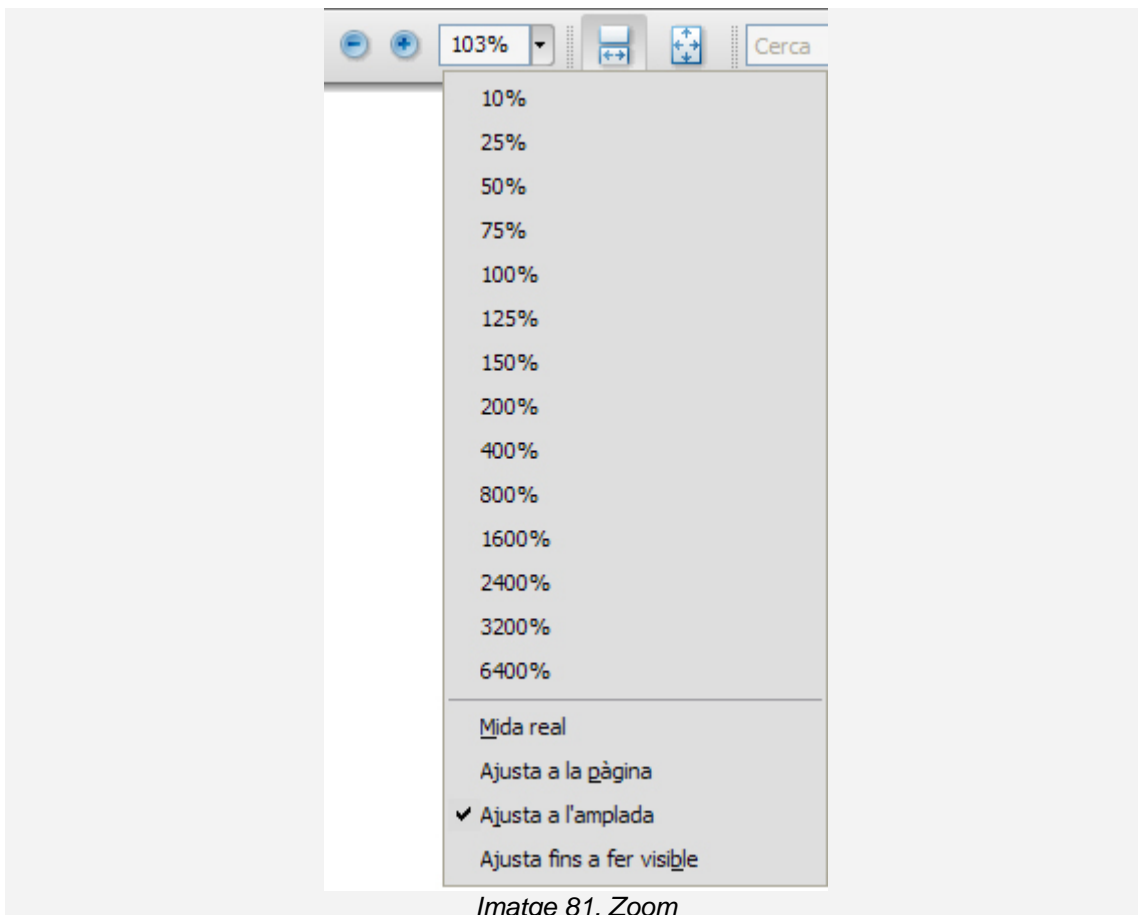 103% Cerca
10%
25%
50%
75%
100%
125%
150%
200%
400%
800%
1600%
2400%
3200%
6400%
Mida real
Ajusta a la pàgina
Ajusta a l'amplada
Ajusta fins a fer visible
Imatge 81. Zoom